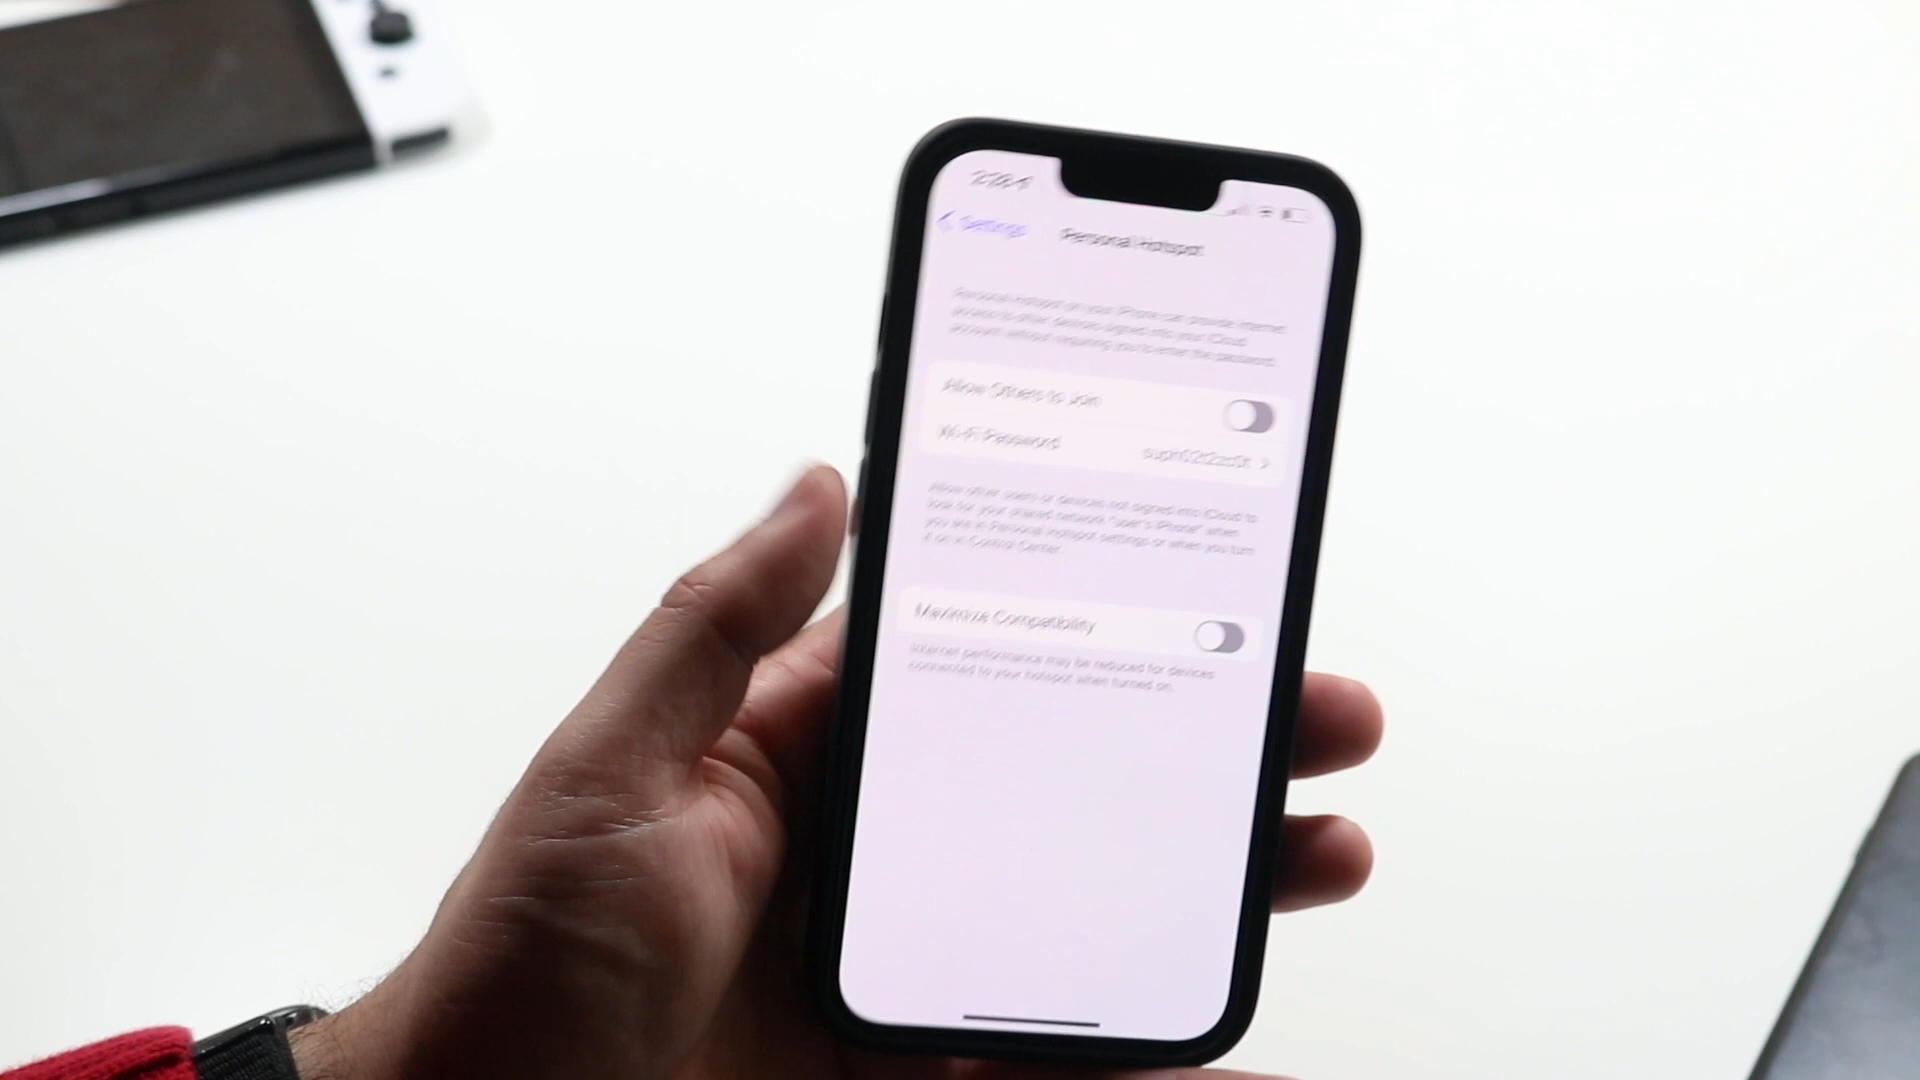 Settings
Personal Hotspot
Personal Hotspot on your iPhone can provide internet
access to other devices signed into your iCloud
account without requiring you to enter the password.
Allow Others to Join
Wi-Fi Password
Allow other users or devices not signed into iCloud to
look for your shared network "user's iPhone" when
you are in Personal Hotspot settings or when you turn
it on in Control Center.
Maximize Compatibility
Internet performance may be reduced for devices
connected to your hotspot when turned on.